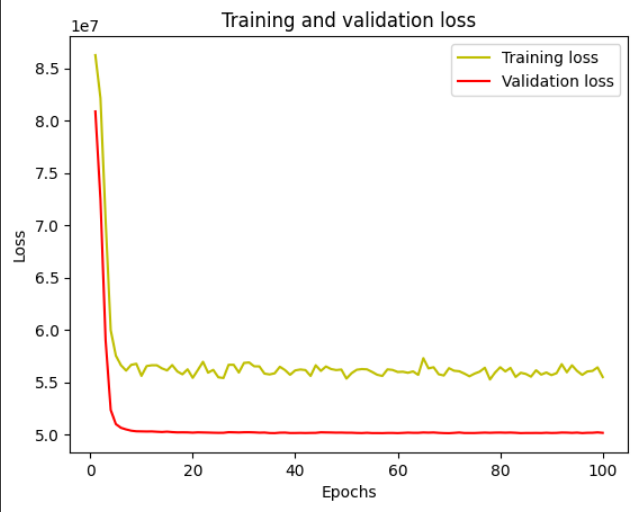 Training and validation loss
1e7
Training loss
Validation loss
8.5
8.0
7.5
7.0
6.5
6.0
5.5
5.0
Loss
0 20 40 60 80 100
Epochs